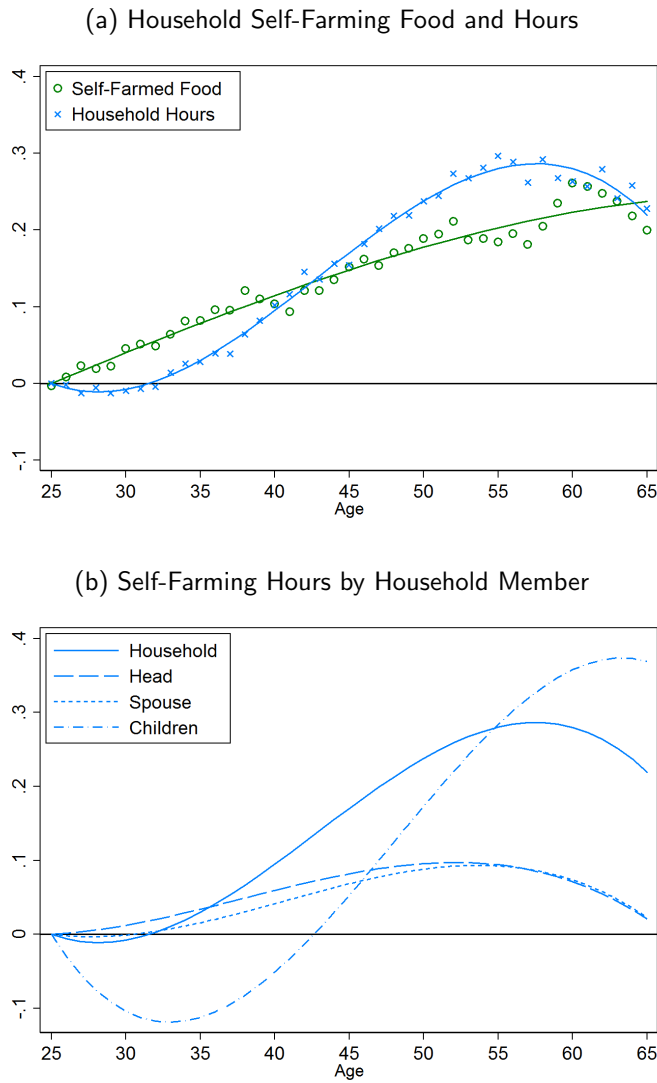 (a) Household Self-Farming Food and Hours
.4
.3
.2
.1
0
-.1
Self-Farmed Food
Household Hours
25 30 35 40 45 50 55 60 65
Age
(b) Self-Farming Hours by Household Member
.4
.3
.2
.1
0
-.1
Household
Head
Spouse
Children
25 30 35 40 45 50 55 60 65
Age